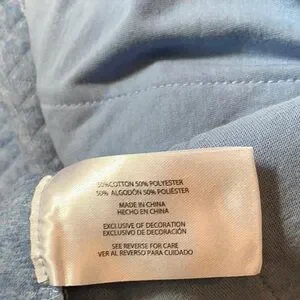 50%COTTON 50% POLYESTER
50% ALGODÓN 50% POLIÉSTER
MADE IN CHINA
HECHO EN CHINA
EXCLUSIVE OF DECORATION
EXCLUSIVO DE DECORACIÓN
SEE REVERSE FOR CARE
VER AL REVERSO PARA CUIDADO